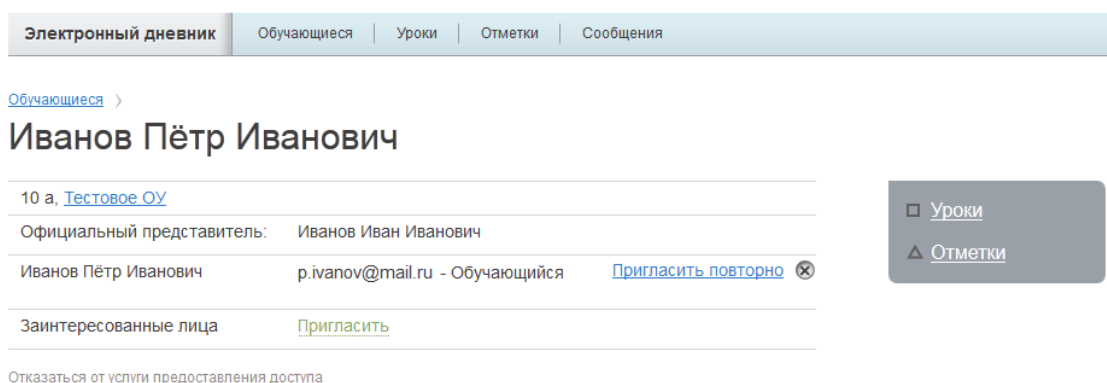 Электронный дневник Обучающиеся Уроки Отметки Сообщения
Обучающиеся
Иванов Пётр Иванович
10 а, Тестовое ОУ
Официальный представитель: Иванов Иван Иванович
Иванов Пётр Иванович p.ivanov@mail.ru - Обучающийся Пригласить повторно
Заинтересованные лица Пригласить
Отказаться от услуги предоставления доступа
Уроки
Отметки